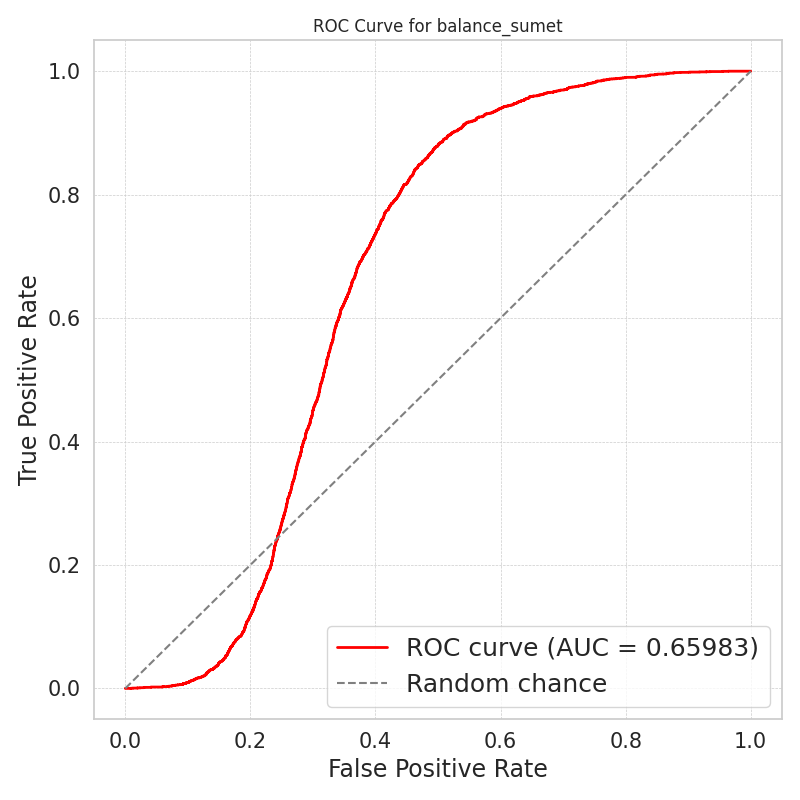 ROC Curve for balance_sumet
1.0
0.8
0.6
0.4
0.2
0.0
True Positive Rate
ROC curve (AUC = 0.65983)
Random chance
0.0 0.2 0.4 0.6 0.8 1.0
False Positive Rate